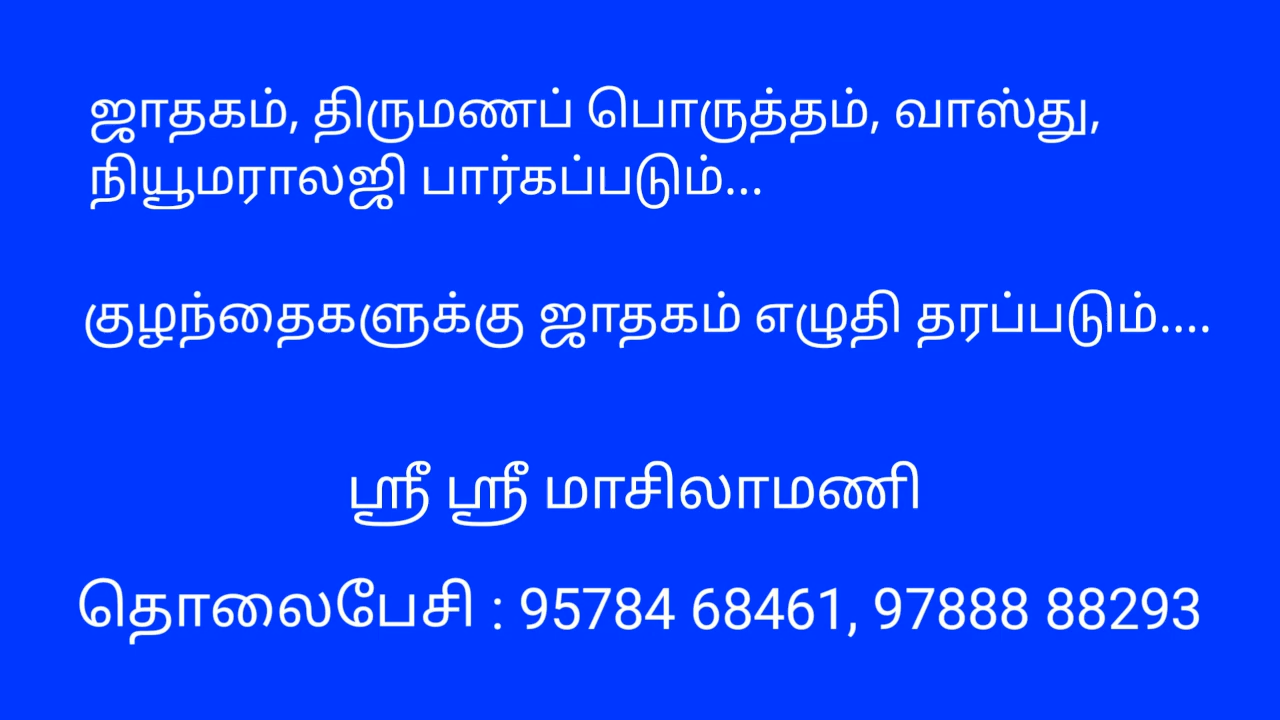 ஜாதகம், திருமணப் பொருத்தம், வாஸ்து,
நியூமராலஜி பார்கப்படும்...
குழந்தைகளுக்கு ஜாதகம் எழுதி தரப்படும்....
ஸ்ரீ ஸ்ரீ மாசிலாமணி
தொலைபேசி : 95784 68461, 97888 88293